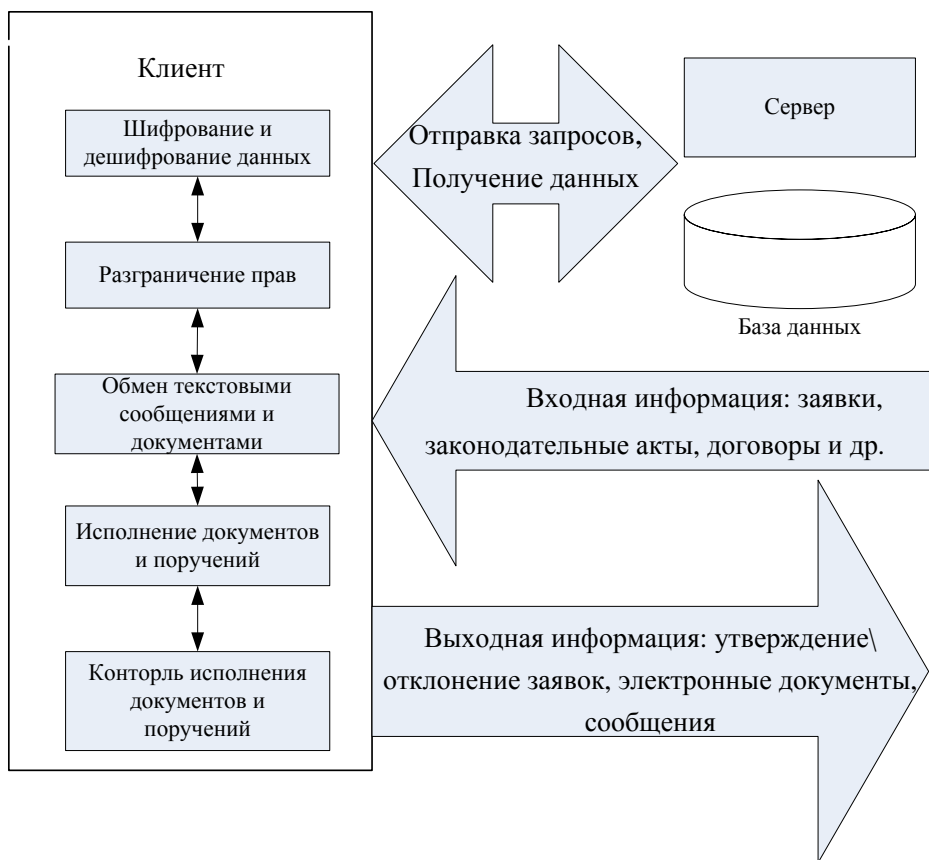 Клиент
Шифрование и
дешифрование данных
Разграничение прав
Обмен текстовыми
сообщениями и
документами
Исполнение документов
и поручений
Конторль исполнения
документов и
поручений
Отправка запросов,
Получение данных
Сервер
База данных
Входная информация: заявки,
законодательные акты, договоры и др.
Выходная информация: утверждение\
отклонение заявок, электронные документы,
сообщения